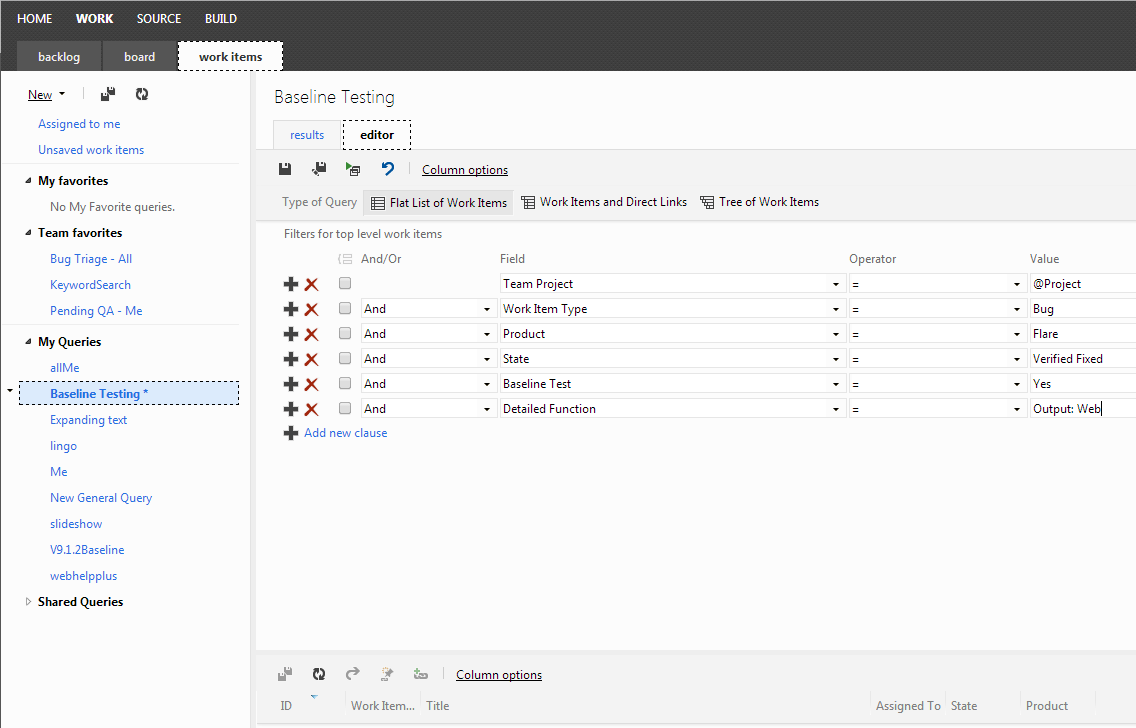 HOME WORK SOURCE BUILD
backlog board work items
New
Assigned to me
Unsaved work items
My favorites
No My Favorite queries.
Team favorites
Bug Triage - All
KeywordSearch
Pending QA - Me
My Queries
allMe
Baseline Testing *
Expanding text
lingo
Me
New General Query
slideshow
V9.1.2Baseline
webhelpplus
Shared Queries
Baseline Testing
results editor
Column options
Type of Query Flat List of Work Items Work Items and Direct Links Tree of Work Items
Filters for top level work items
And/Or Field Operator Value
Team Project = @Project
And Work Item Type = Bug
And Product = Flare
And State = Verified Fixed
And Baseline Test = Yes
And Detailed Function = Output: Web
Add new clause
Column options
ID Work Item... Title Assigned To State Product